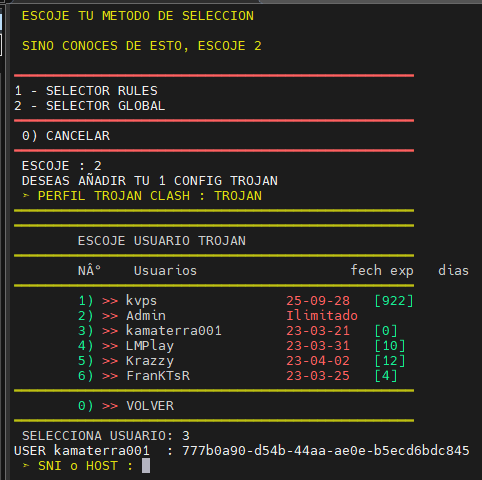 ESCOJE TU METODO DE SELECCION
SINO CONOCES DE ESTO, ESCOJE 2
1 - SELECTOR RULES
2 - SELECTOR GLOBAL
0) CANCELAR
ESCOJE : 2
DESEAS AÑADIR TU 1 CONFIG TROJAN
➣ PERFIL TROJAN CLASH : TROJAN
ESCOJE USUARIO TROJAN
NÂº Usuarios fech exp dias
1) >> kvps 25-09-28 [922]
2) >> Admin Ilimitado
3) >> kamaterra001 23-03-21 [0]
4) >> LMPlay 23-03-31 [10]
5) >> Krazzy 23-04-02 [12]
6) >> FranKTsR 23-03-25 [4]
0) >> VOLVER
SELECCIONA USUARIO: 3
USER kamaterra001 : 777b0a90-d54b-44aa-ae0e-b5ecd6bdc845
➣ SNI o HOST :